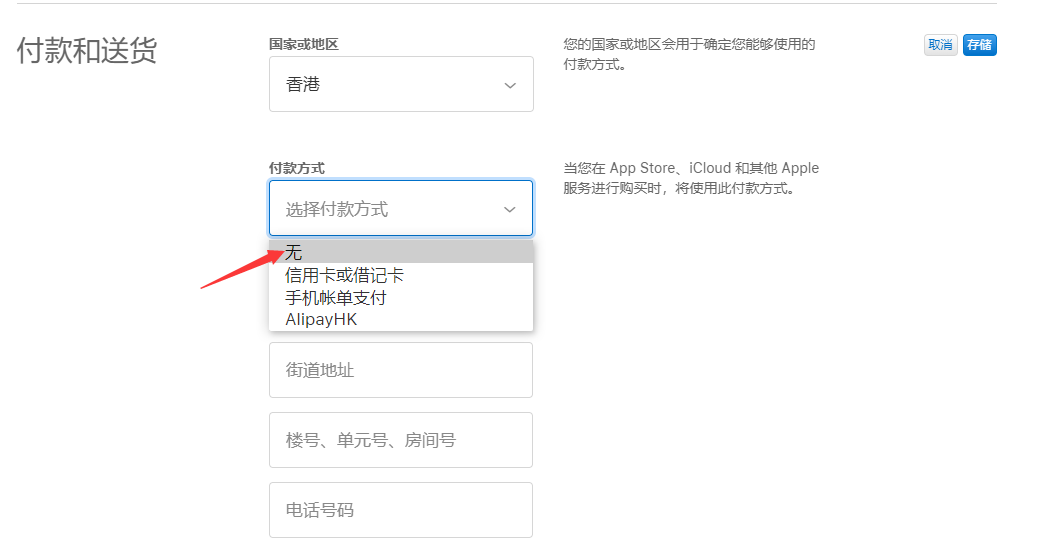 付款和送货
国家或地区
香港
您的国家或地区会用于确定您能够使用的
付款方式。
取消
存储
付款方式
选择付款方式
当您在 App Store、iCloud 和其他 Apple
服务进行购买时，将使用此付款方式。
无
信用卡或借记卡
手机帐单支付
AlipayHK
街道地址
楼号、单元号、房间号
电话号码